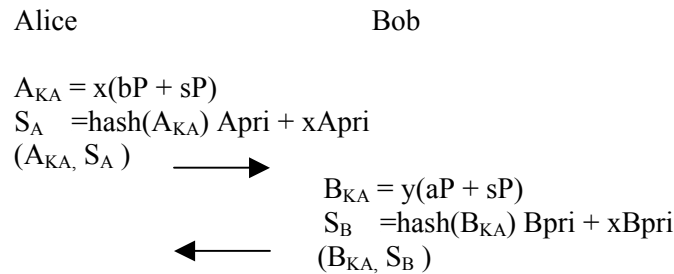 Alice Bob
A_KA = x(bP + sP)
S_A =hash(A_KA) Apri + xApri
(A_KA, S_A )
B_KA = y(aP + sP)
S_B =hash(B_KA) Bpri + xBpri
(B_KA, S_B )